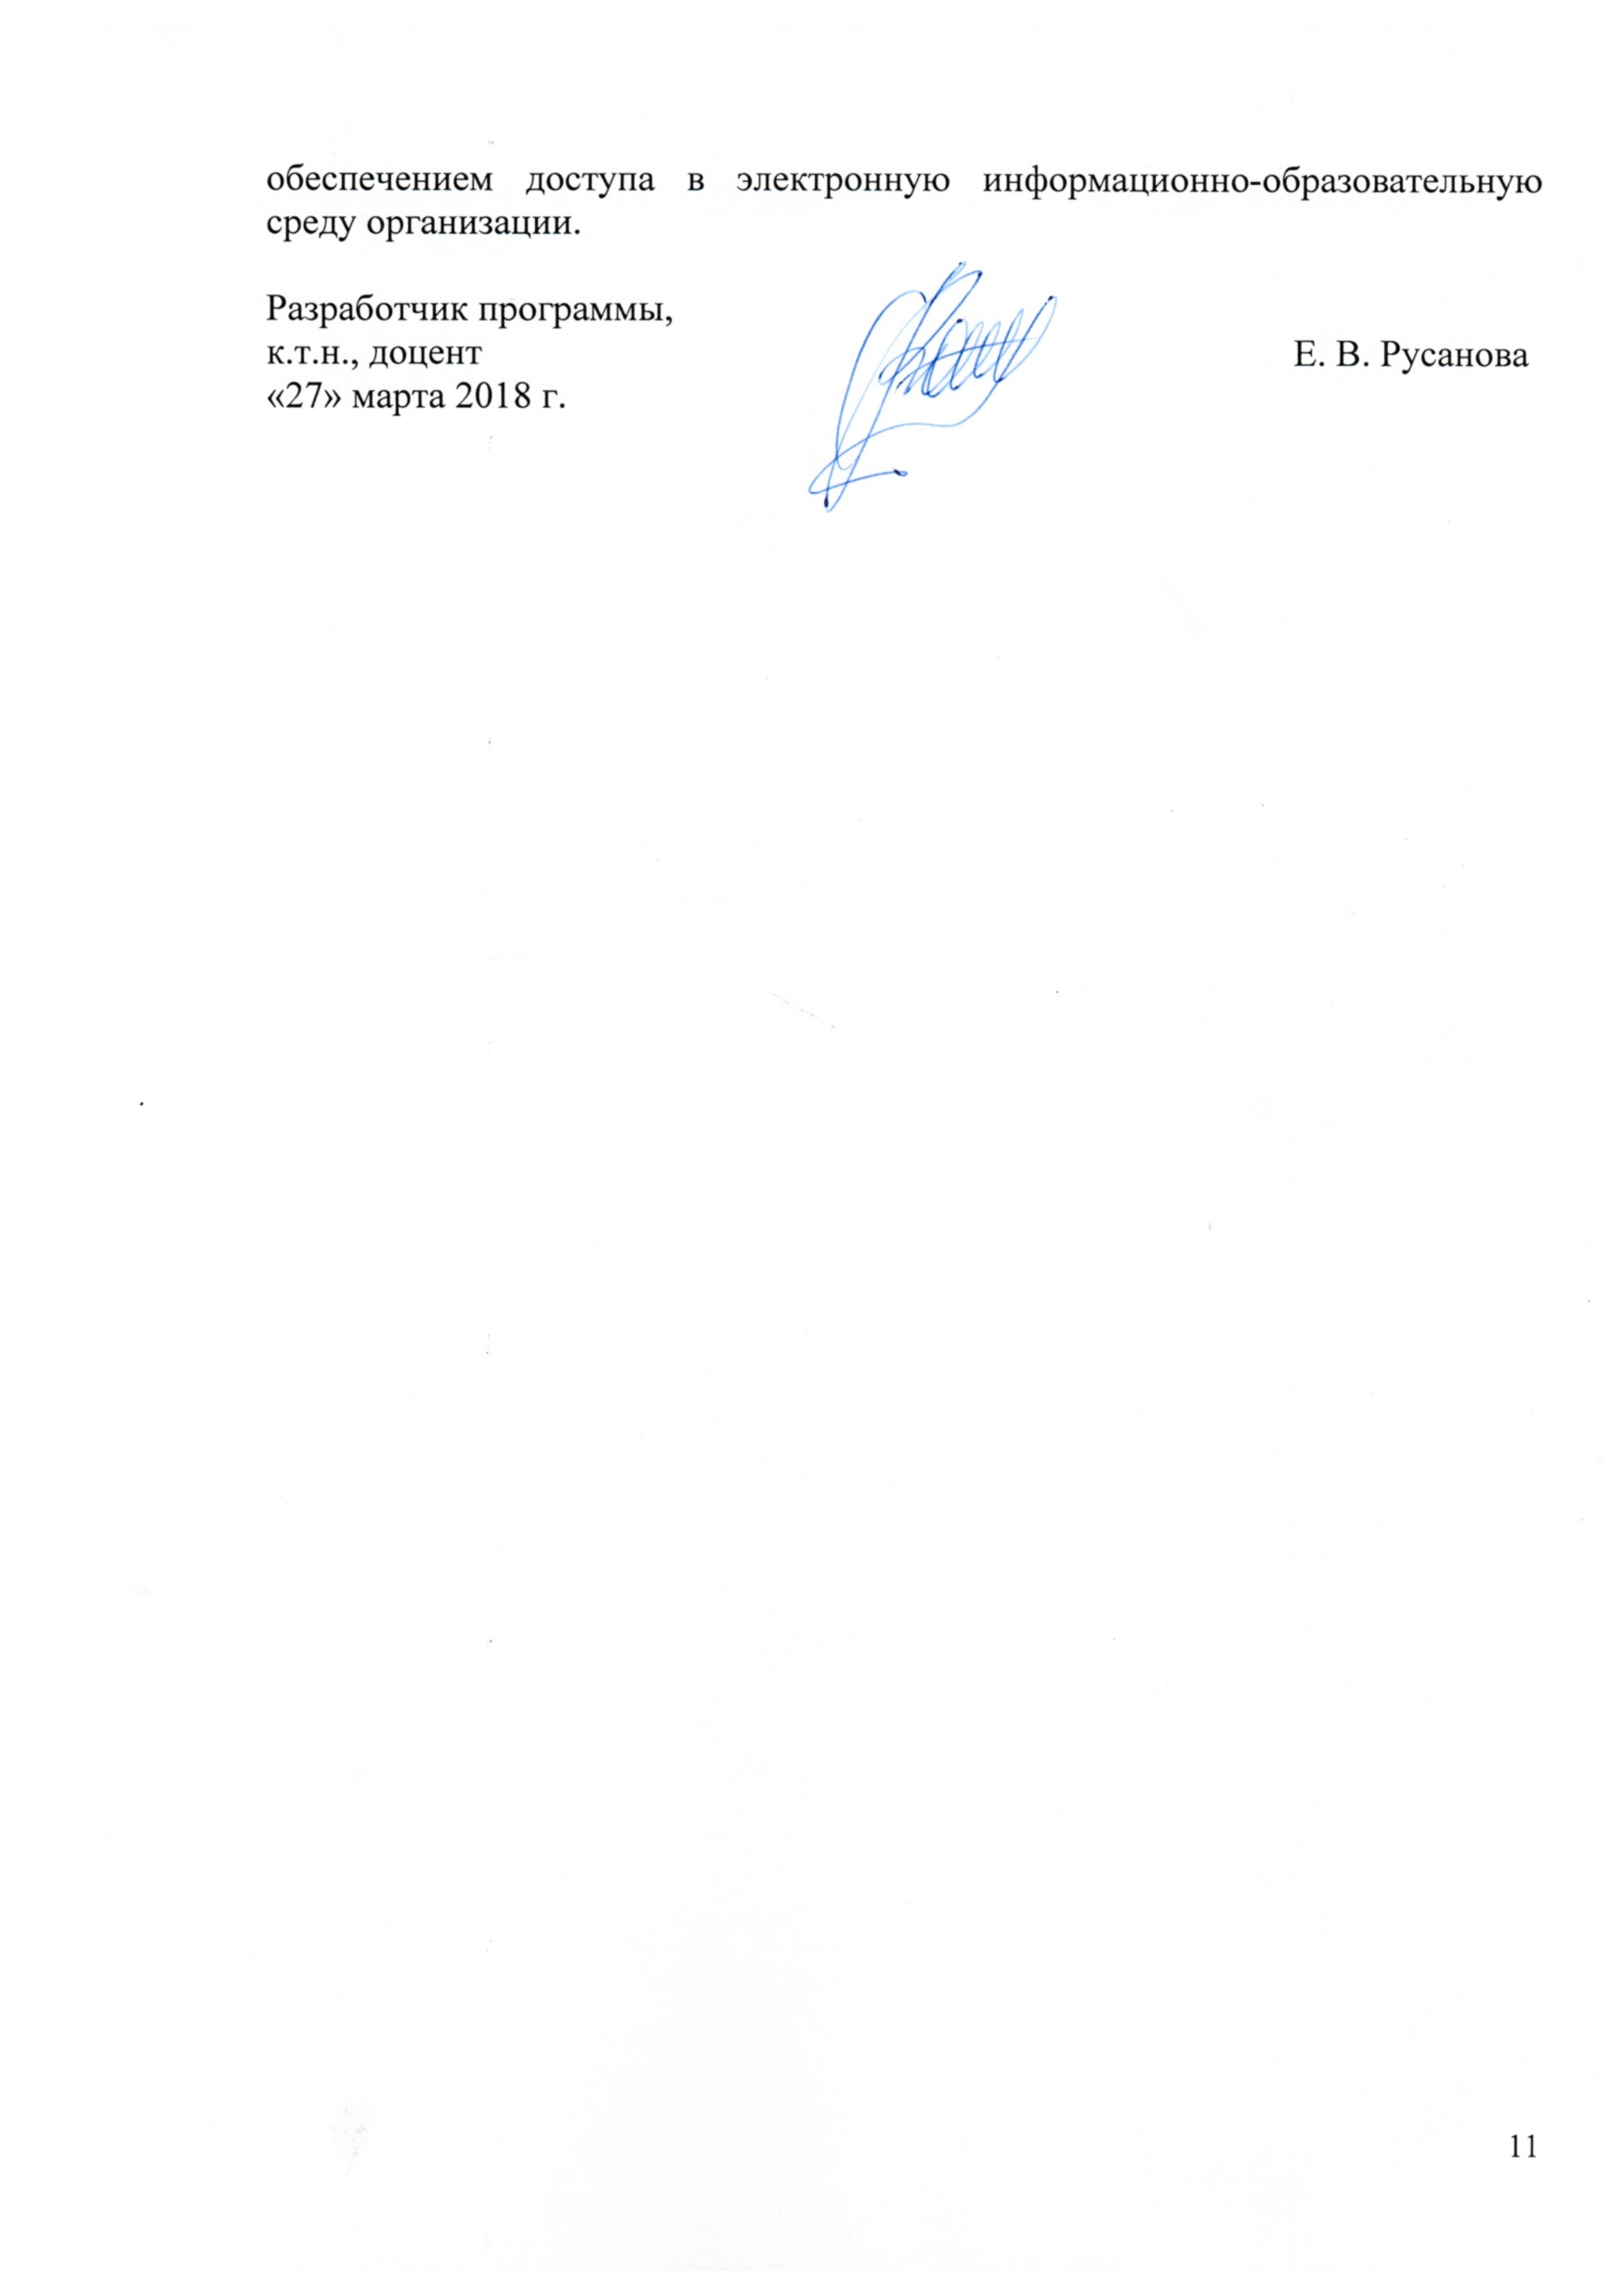 обеспечением доступа в электронную информационно-образовательную
среду организации.
Разработчик программы,
к.т.н., доцент
Е. В. Русанова
«27» марта 2018 г.
11